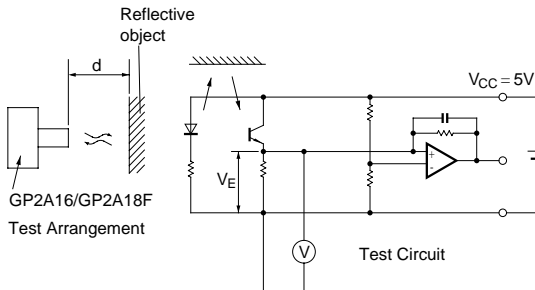 Reflective
object
d
GP2A16/GP2A18F
Test Arrangement
VCC = 5V
+
-
VE
V
Test Circuit